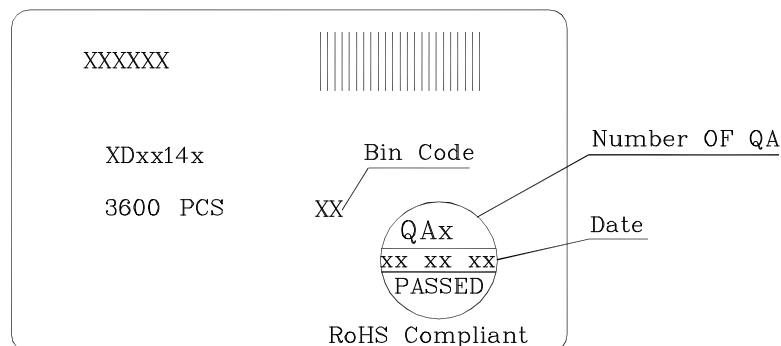 XXXXXX
XDxx14x
Bin Code
Number OF QA
3600 PCS
XX
QAx
Date
xx xx xx
PASSED
RoHS Compliant